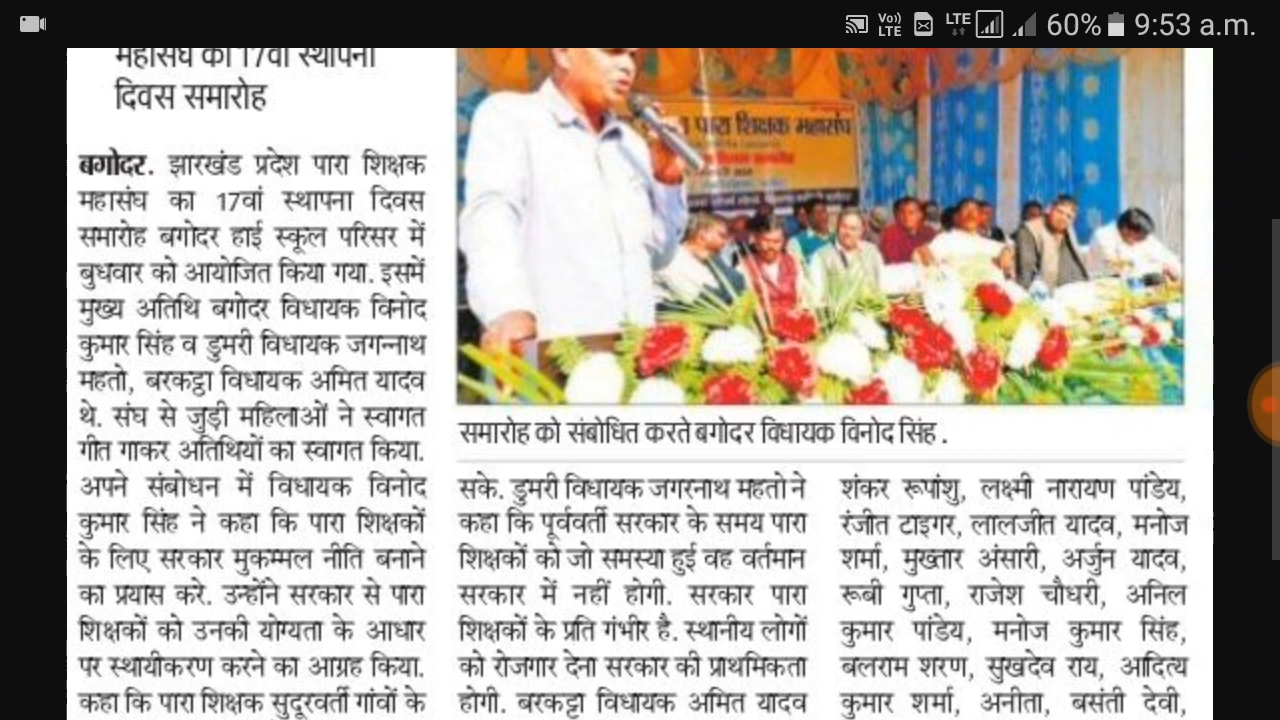 Vo)) LTE LTE 60% 9:53 a.m.
महासंघ का 17वां स्थापना
दिवस समारोह
बगोदर. झारखंड प्रदेश पारा शिक्षक
महासंघ का 17वां स्थापना दिवस
समारोह बगोदर हाई स्कूल परिसर में
बुधवार को आयोजित किया गया. इसमें
मुख्य अतिथि बगोदर विधायक विनोद
कुमार सिंह व डुमरी विधायक जगन्नाथ
महतो, बरकट्ठा विधायक अमित यादव
थे. संघ से जुड़ी महिलाओं ने स्वागत
गीत गाकर अतिथियों का स्वागत किया.
अपने संबोधन में विधायक विनोद
कुमार सिंह ने कहा कि पारा शिक्षकों
के लिए सरकार मुकम्मल नीति बनाने
का प्रयास करे. उन्होंने सरकार से पारा
शिक्षकों को उनकी योग्यता के आधार
पर स्थायीकरण करने का आग्रह किया.
कहा कि पारा शिक्षक सुदूरवर्ती गांवों के
पारा शिक्षक महासंघ
समारोह को संबोधित करते बगोदर विधायक विनोद सिंह .
सके. डुमरी विधायक जगरनाथ महतो ने
कहा कि पूर्ववर्ती सरकार के समय पारा
शिक्षकों को जो समस्या हुई वह वर्तमान
सरकार में नहीं होगी. सरकार पारा
शिक्षकों के प्रति गंभीर है. स्थानीय लोगों
को रोजगार देना सरकार की प्राथमिकता
होगी. बरकट्ठा विधायक अमित यादव
शंकर रूपांशु, लक्ष्मी नारायण पांडेय,
रंजीत टाइगर, लालजीत यादव, मनोज
शर्मा, मुख्तार अंसारी, अर्जुन यादव,
रूबी गुप्ता, राजेश चौधरी, अनिल
कुमार पांडेय, मनोज कुमार सिंह,
बलराम शरण, सुखदेव राय, आदित्य
कुमार शर्मा, अनीता, बसंती देवी,